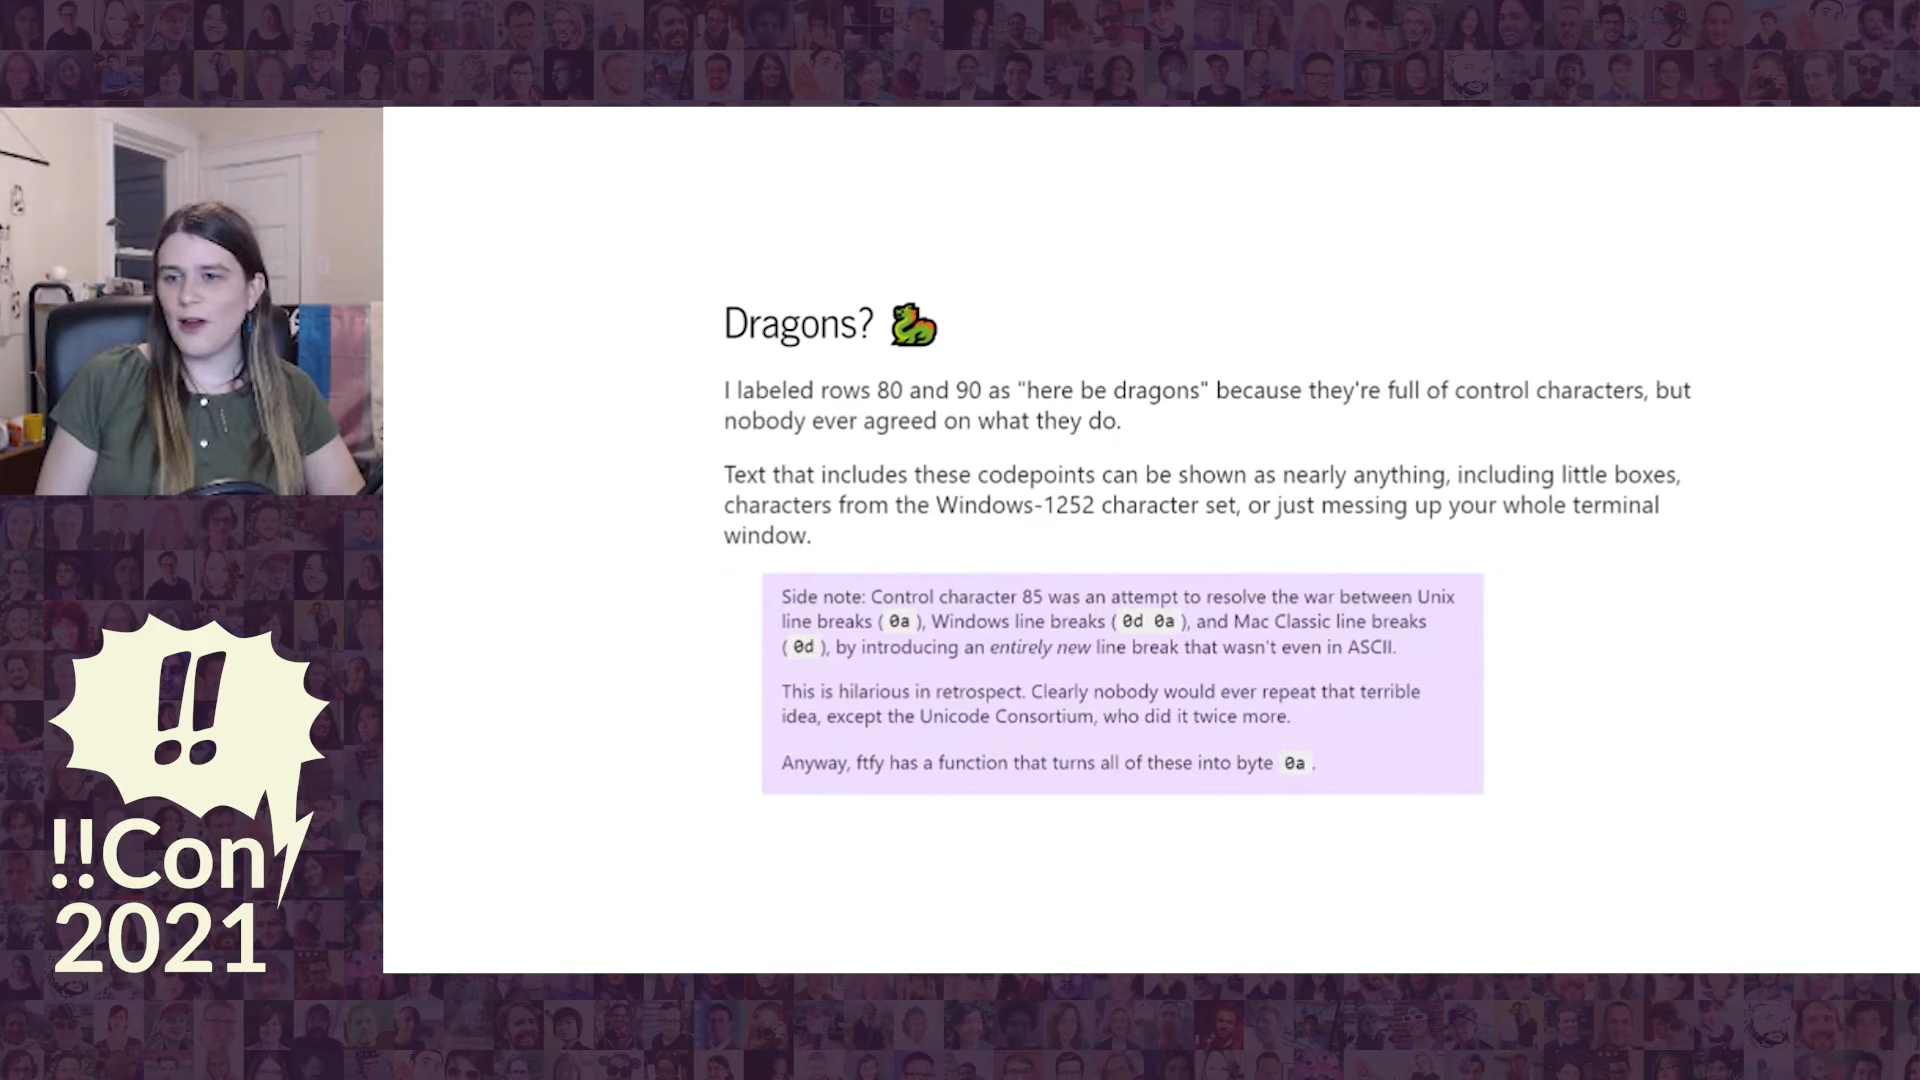 Dragons?
I labeled rows 80 and 90 as "here be dragons" because they're full of control characters, but
nobody ever agreed on what they do.
Text that includes these codepoints can be shown as nearly anything, including little boxes,
characters from the Windows-1252 character set, or just messing up your whole terminal
window.
Side note: Control character 85 was an attempt to resolve the war between Unix
line breaks ( 0a ), Windows line breaks ( 0d 0a ), and Mac Classic line breaks
( 0d ), by introducing an entirely new line break that wasn't even in ASCII.
This is hilarious in retrospect. Clearly nobody would ever repeat that terrible
idea, except the Unicode Consortium, who did it twice more.
Anyway, ftfy has a function that turns all of these into byte 0a .
!!
!!Con
2021